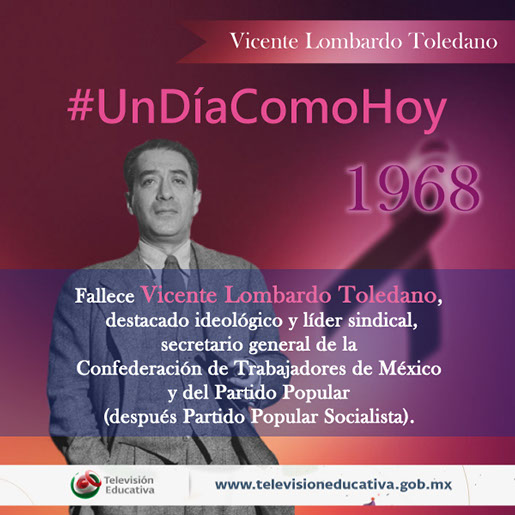 Vicente Lombardo Toledano
#UnDíaComoHoy
1968
Fallece Vicente Lombardo Toledano,
destacado ideológico y líder sindical,
secretario general de la
Confederación de Trabajadores de México
y del Partido Popular
(después Partido Popular Socialista).
Televisión
Educativa
www.televisioneducativa.gob.mx